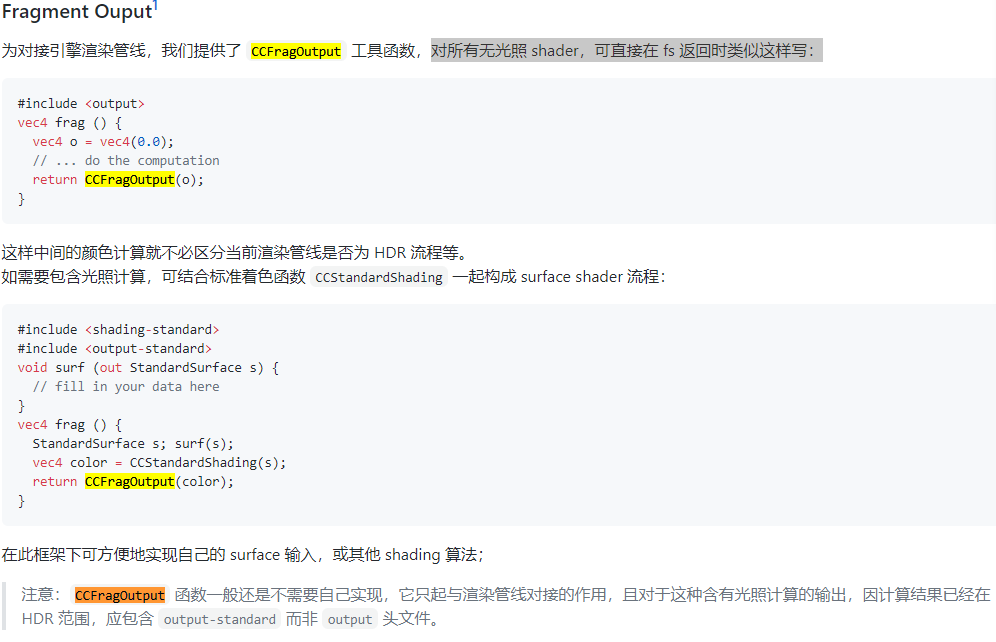 Fragment Ouput1
为对接引擎渲染管线，我们提供了 CCFragOutput 工具函数，对所有无光照 shader，可直接在 fs 返回时类似这样写：
#include <output>
vec4 frag () {
  vec4 o = vec4(0.0);
  // ... do the computation
  return CCFragOutput(o);
}
这样中间的颜色计算就不必区分当前渲染管线是否为 HDR 流程等。
如需要包含光照计算，可结合标准着色函数 CCStandardShading 一起构成 surface shader 流程：
#include <shading-standard>
#include <output-standard>
void surf (out StandardSurface s) {
  // fill in your data here
}
vec4 frag () {
  StandardSurface s; surf(s);
  vec4 color = CCStandardShading(s);
  return CCFragOutput(color);
}
在此框架下可方便地实现自己的 surface 输入，或其他 shading 算法；
注意： CCFragOutput 函数一般还是不需要自己实现，它只起与渲染管线对接的作用，且对于这种含有光照计算的输出，因计算结果已经在
HDR 范围，应包含 output-standard 而非 output 头文件。